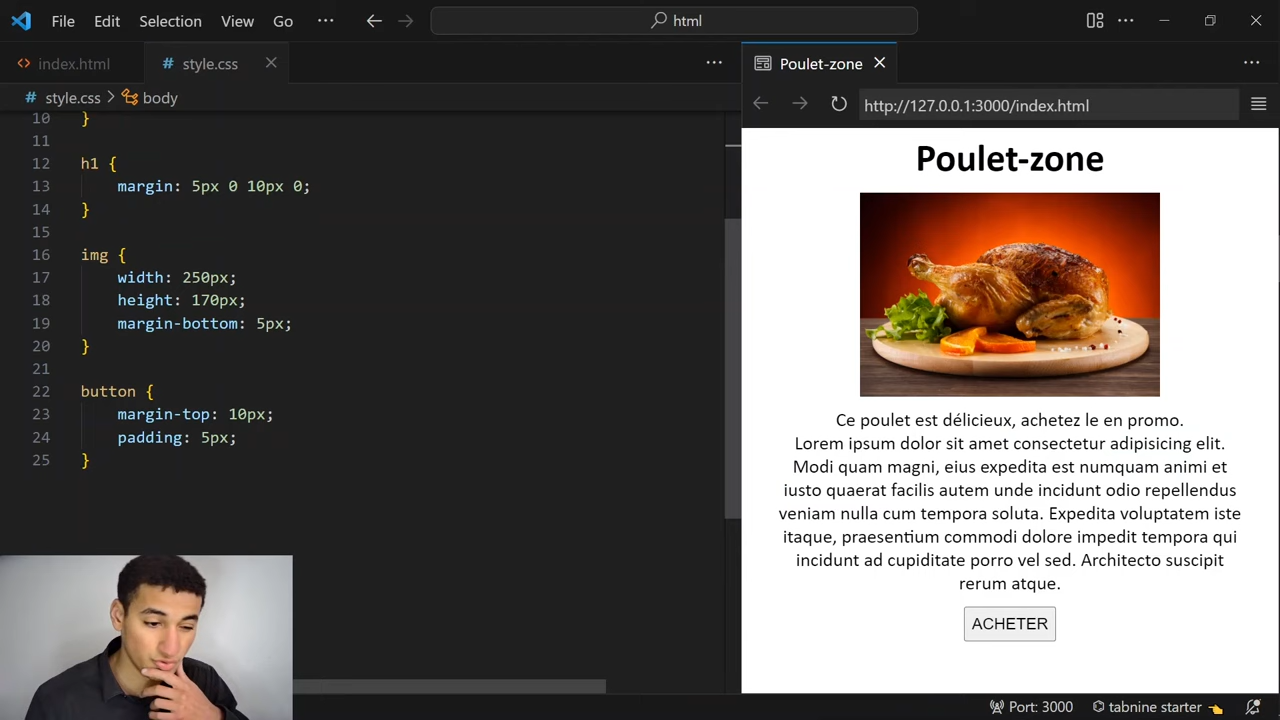 File Edit Selection View Go ··· html
index.html
# style.css
# style.css > body
10 }
11
12 h1 {
13 margin: 5px 0 10px 0;
14 }
15
16 img {
17 width: 250px;
18 height: 170px;
19 margin-bottom: 5px;
20 }
21
22 button {
23 margin-top: 10px;
24 padding: 5px;
25 }
Poulet-zone
http://127.0.0.1:3000/index.html
Poulet-zone
Ce poulet est délicieux, achetez le en promo.
Lorem ipsum dolor sit amet consectetur adipisicing elit.
Modi quam magni, eius expedita est numquam animi et
iusto quaerat facilis autem unde incidunt odio repellendus
veniam nulla cum tempora soluta. Expedita voluptatem iste
itaque, praesentium commodi dolore impedit tempora qui
incidunt ad cupiditate porro vel sed. Architecto suscipit
rerum atque.
ACHETER
Port: 3000 tabnine starter